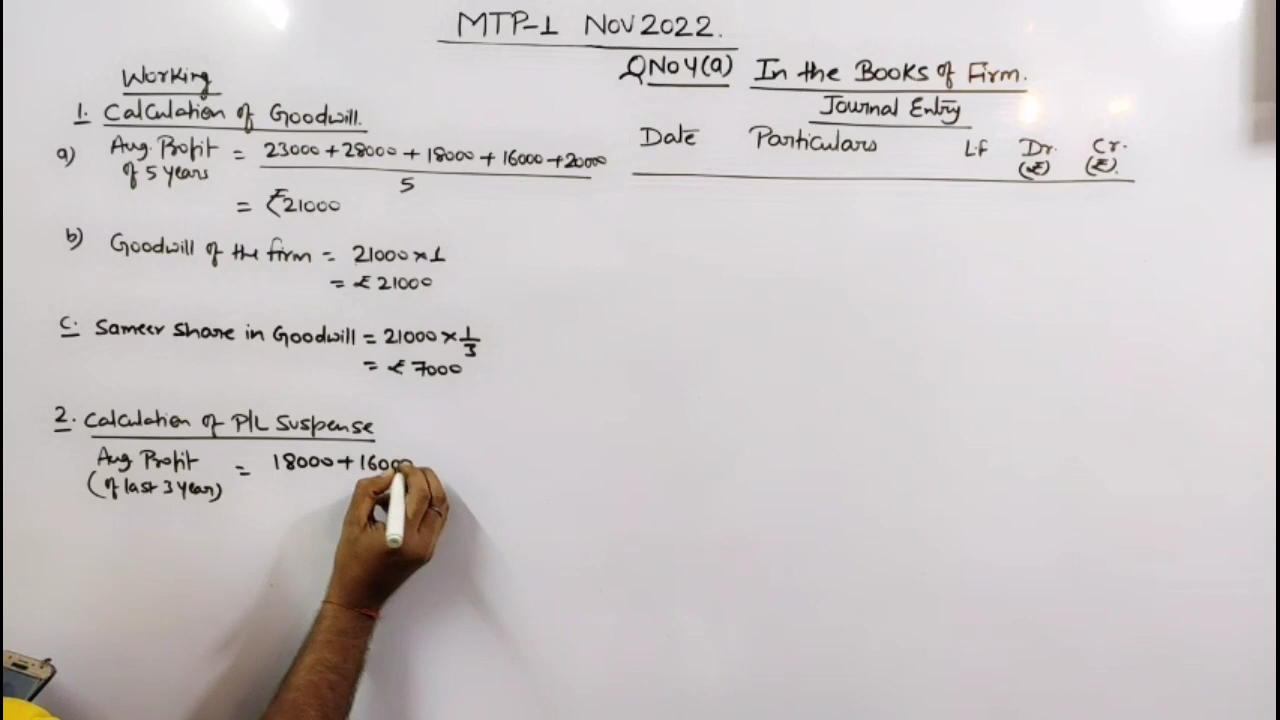 MTP-1 NOV 2022.
Working
1. Calculation of Goodwill.
a) Avg. Profit of 5 years = 23000 + 28000 + 18000 + 16000 + 20000
5
= ₹21000
b) Goodwill of the firm = 21000 × 1
= ₹ 21000
C. Sameer Share in Goodwill = 21000 × 1/3
= ₹ 7000
2. Calculation of P/L Suspense
Avg Profit (of last 3 year) = 18000 + 16000
QNo 4(a) In the Books of Firm.
Journal Entry
Date Particulars L.f Dr. (₹) Cr. (₹).